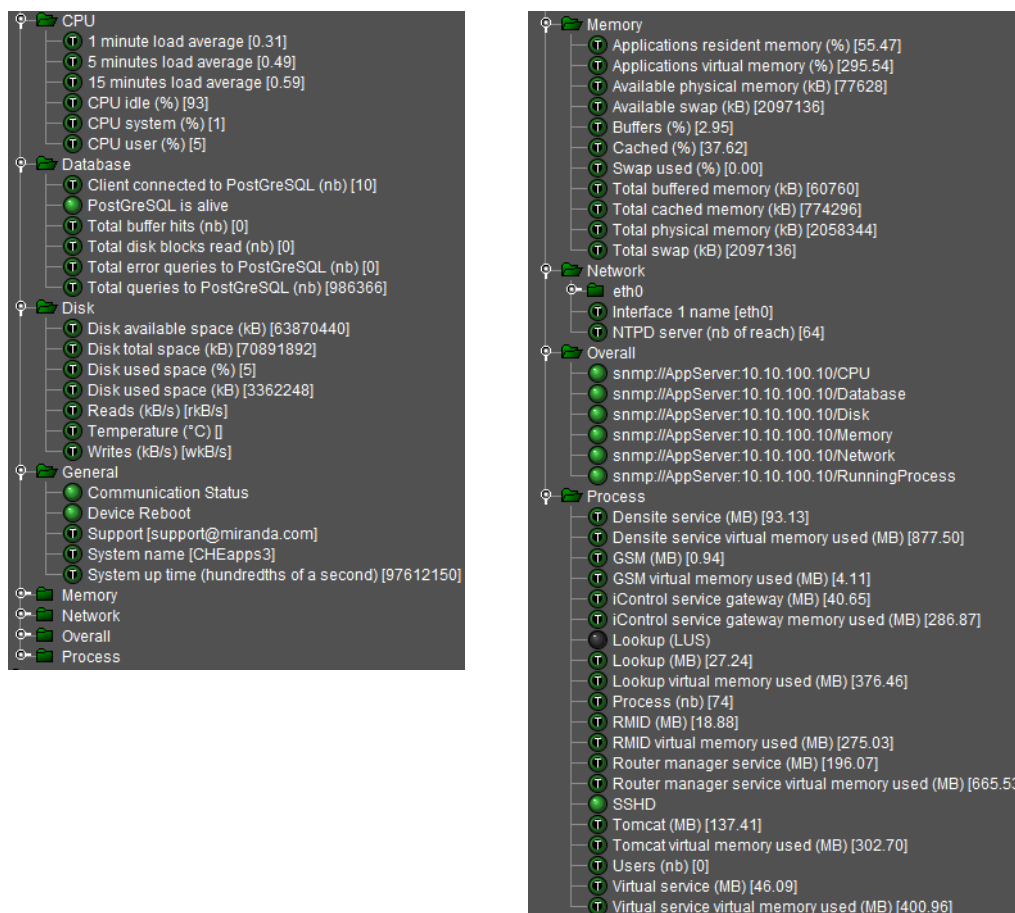 CPU
1 minute load average [0.31]
5 minutes load average [0.49]
15 minutes load average [0.59]
CPU idle (%) [93]
CPU system (%) [1]
CPU user (%) [5]
Database
Client connected to PostGreSQL (nb) [10]
PostGreSQL is alive
Total buffer hits (nb) [0]
Total disk blocks read (nb) [0]
Total error queries to PostGreSQL (nb) [0]
Total queries to PostGreSQL (nb) [986366]
Disk
Disk available space (kB) [63870440]
Disk total space (kB) [70891892]
Disk used space (%) [5]
Disk used space (kB) [3362248]
Reads (kB/s) [rkB/s]
Temperature (°C) []
Writes (kB/s) [wkB/s]
General
Communication Status
Device Reboot
Support [support@miranda.com]
System name [CHEapps3]
System up time (hundredths of a second) [97612150]
Memory
Network
Overall
Process
Memory
Applications resident memory (%) [55.47]
Applications virtual memory (%) [295.54]
Available physical memory (kB) [77628]
Available swap (kB) [2097136]
Buffers (%) [2.95]
Cached (%) [37.62]
Swap used (%) [0.00]
Total buffered memory (kB) [60760]
Total cached memory (kB) [774296]
Total physical memory (kB) [2058344]
Total swap (kB) [2097136]
Network
eth0
Interface 1 name [eth0]
NTPD server (nb of reach) [64]
Overall
snmp://AppServer:10.10.100.10/CPU
snmp://AppServer:10.10.100.10/Database
snmp://AppServer:10.10.100.10/Disk
snmp://AppServer:10.10.100.10/Memory
snmp://AppServer:10.10.100.10/Network
snmp://AppServer:10.10.100.10/RunningProcess
Process
Densite service (MB) [93.13]
Densite service virtual memory used (MB) [877.50]
GSM (MB) [0.94]
GSM virtual memory used (MB) [4.11]
iControl service gateway (MB) [40.65]
iControl service gateway memory used (MB) [286.87]
Lookup (LUS)
Lookup (MB) [27.24]
Lookup virtual memory used (MB) [376.46]
Process (nb) [74]
RMID (MB) [18.88]
RMID virtual memory used (MB) [275.03]
Router manager service (MB) [196.07]
Router manager service virtual memory used (MB) [665.53
SSHD
Tomcat (MB) [137.41]
Tomcat virtual memory used (MB) [302.70]
Users (nb) [0]
Virtual service (MB) [46.09]
Virtual service virtual memory used (MB) [400.96]